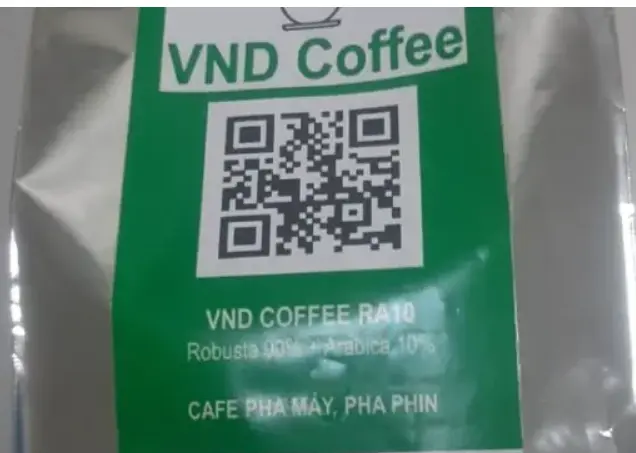 VND Coffee
VND COFFEE RA10
Robusta 90% + Arabica 10%
CAFE PHA MÁY, PHA PHIN